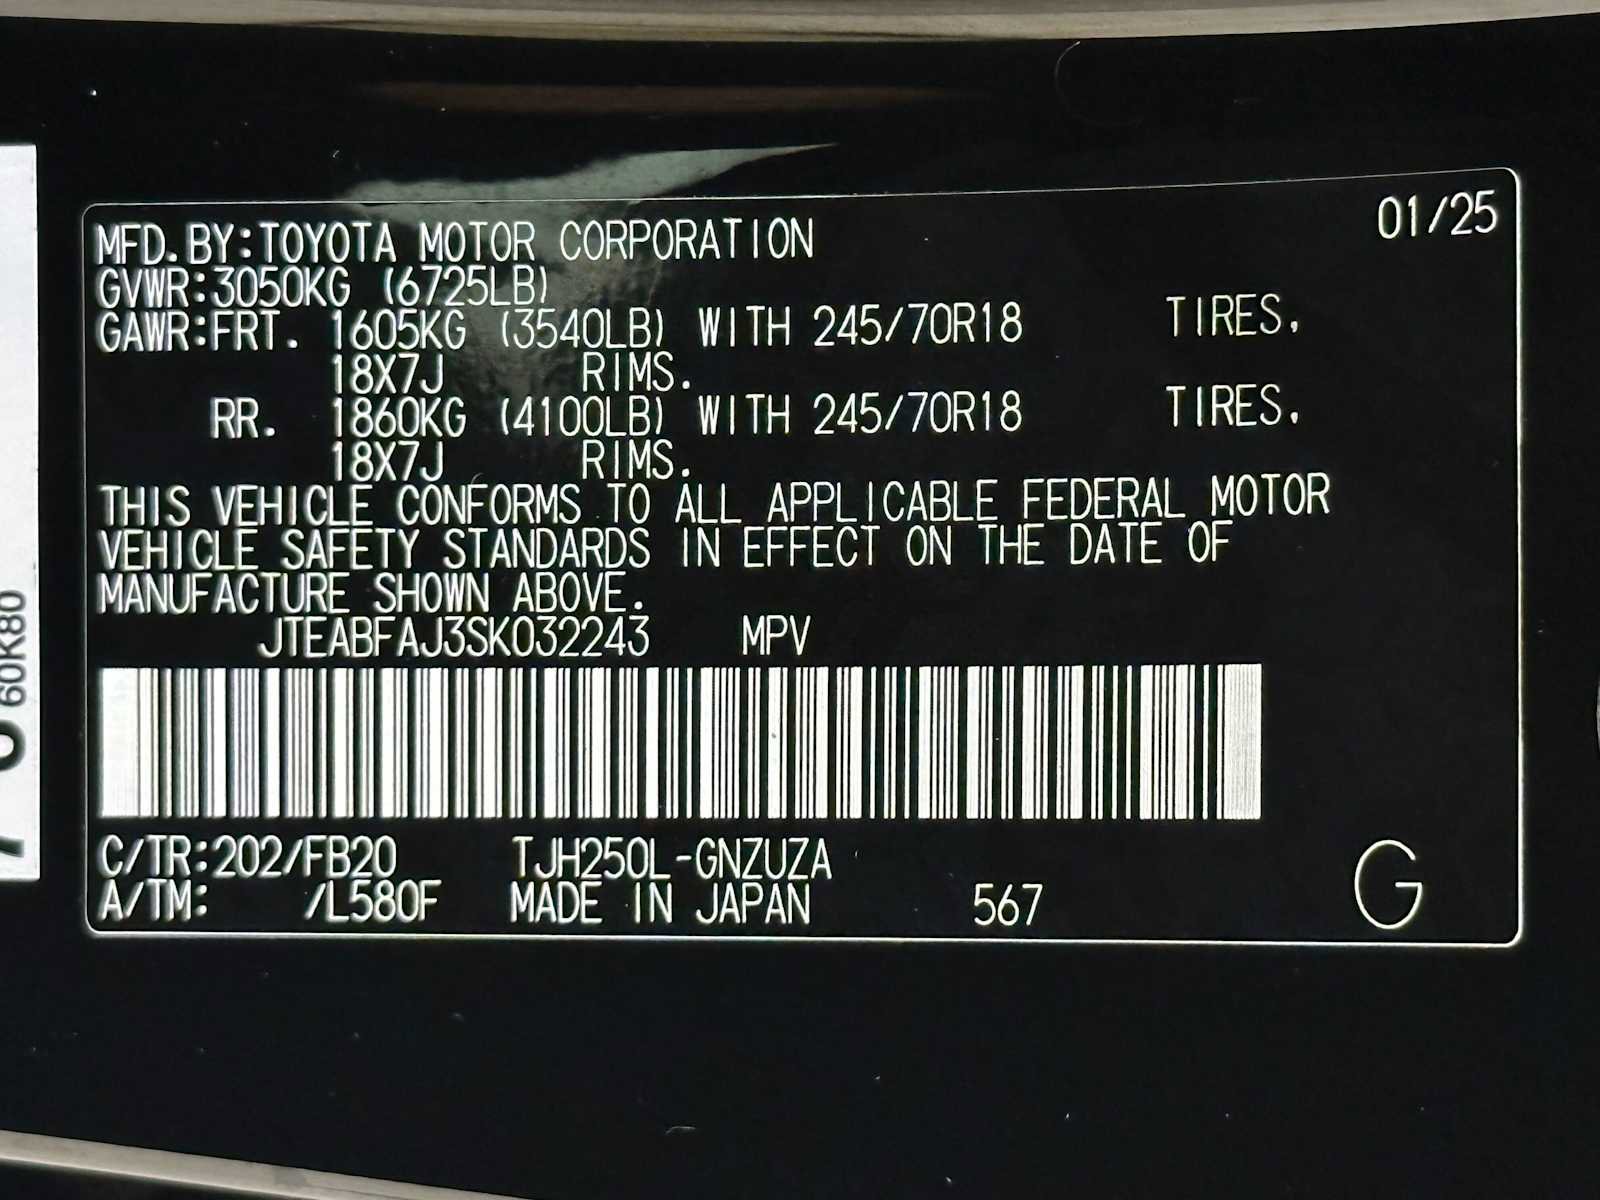 01/25
MFD.BY:TOYOTA MOTOR CORPORATION
GVWR:3050KG (6725LB)
GAWR:FRT. 1605KG (3540LB) WITH 245/70R18 TIRES,
18X7J RIMS.
RR. 1860KG (4100LB) WITH 245/70R18 TIRES,
18X7J RIMS.
THIS VEHICLE CONFORMS TO ALL APPLICABLE FEDERAL MOTOR
VEHICLE SAFETY STANDARDS IN EFFECT ON THE DATE OF
MANUFACTURE SHOWN ABOVE.
JTEABFAJ3SK032243 MPV
C/TR:202/FB20 TJH250L-GNZUZA
A/TM: /L580F MADE IN JAPAN 567 G
60K80